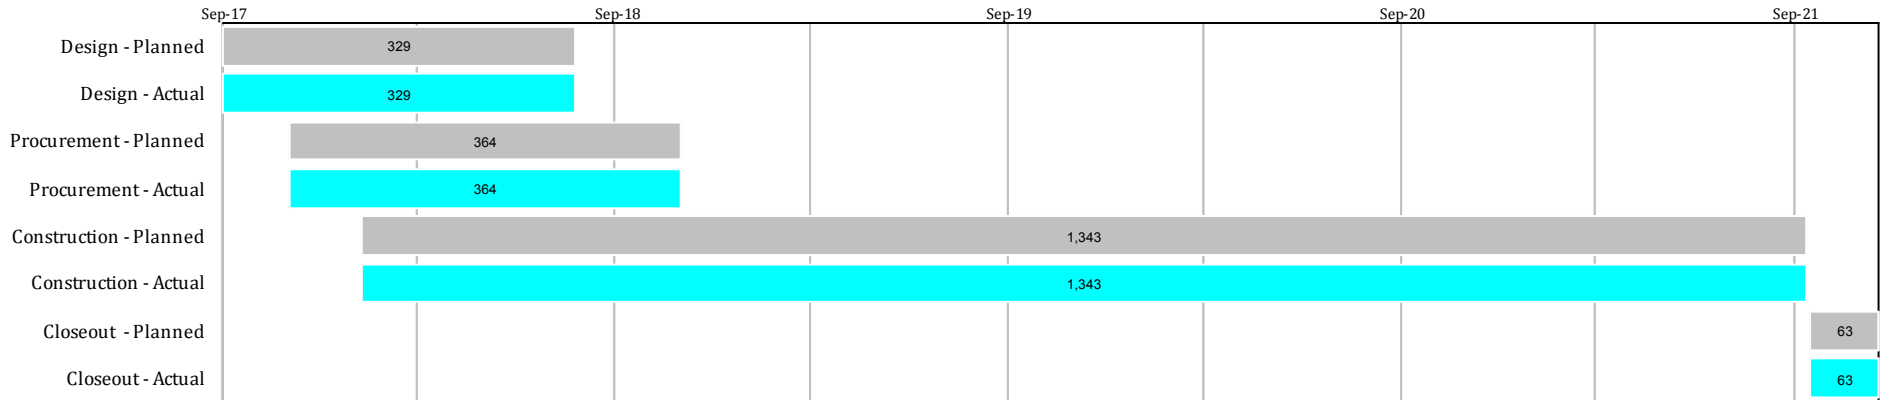 Sep-17 Sep-18 Sep-19 Sep-20 Sep-21
Design - Planned 329
Design - Actual 329
Procurement - Planned 364
Procurement - Actual 364
Construction - Planned 1,343
Construction - Actual 1,343
Closeout - Planned 63
Closeout - Actual 63